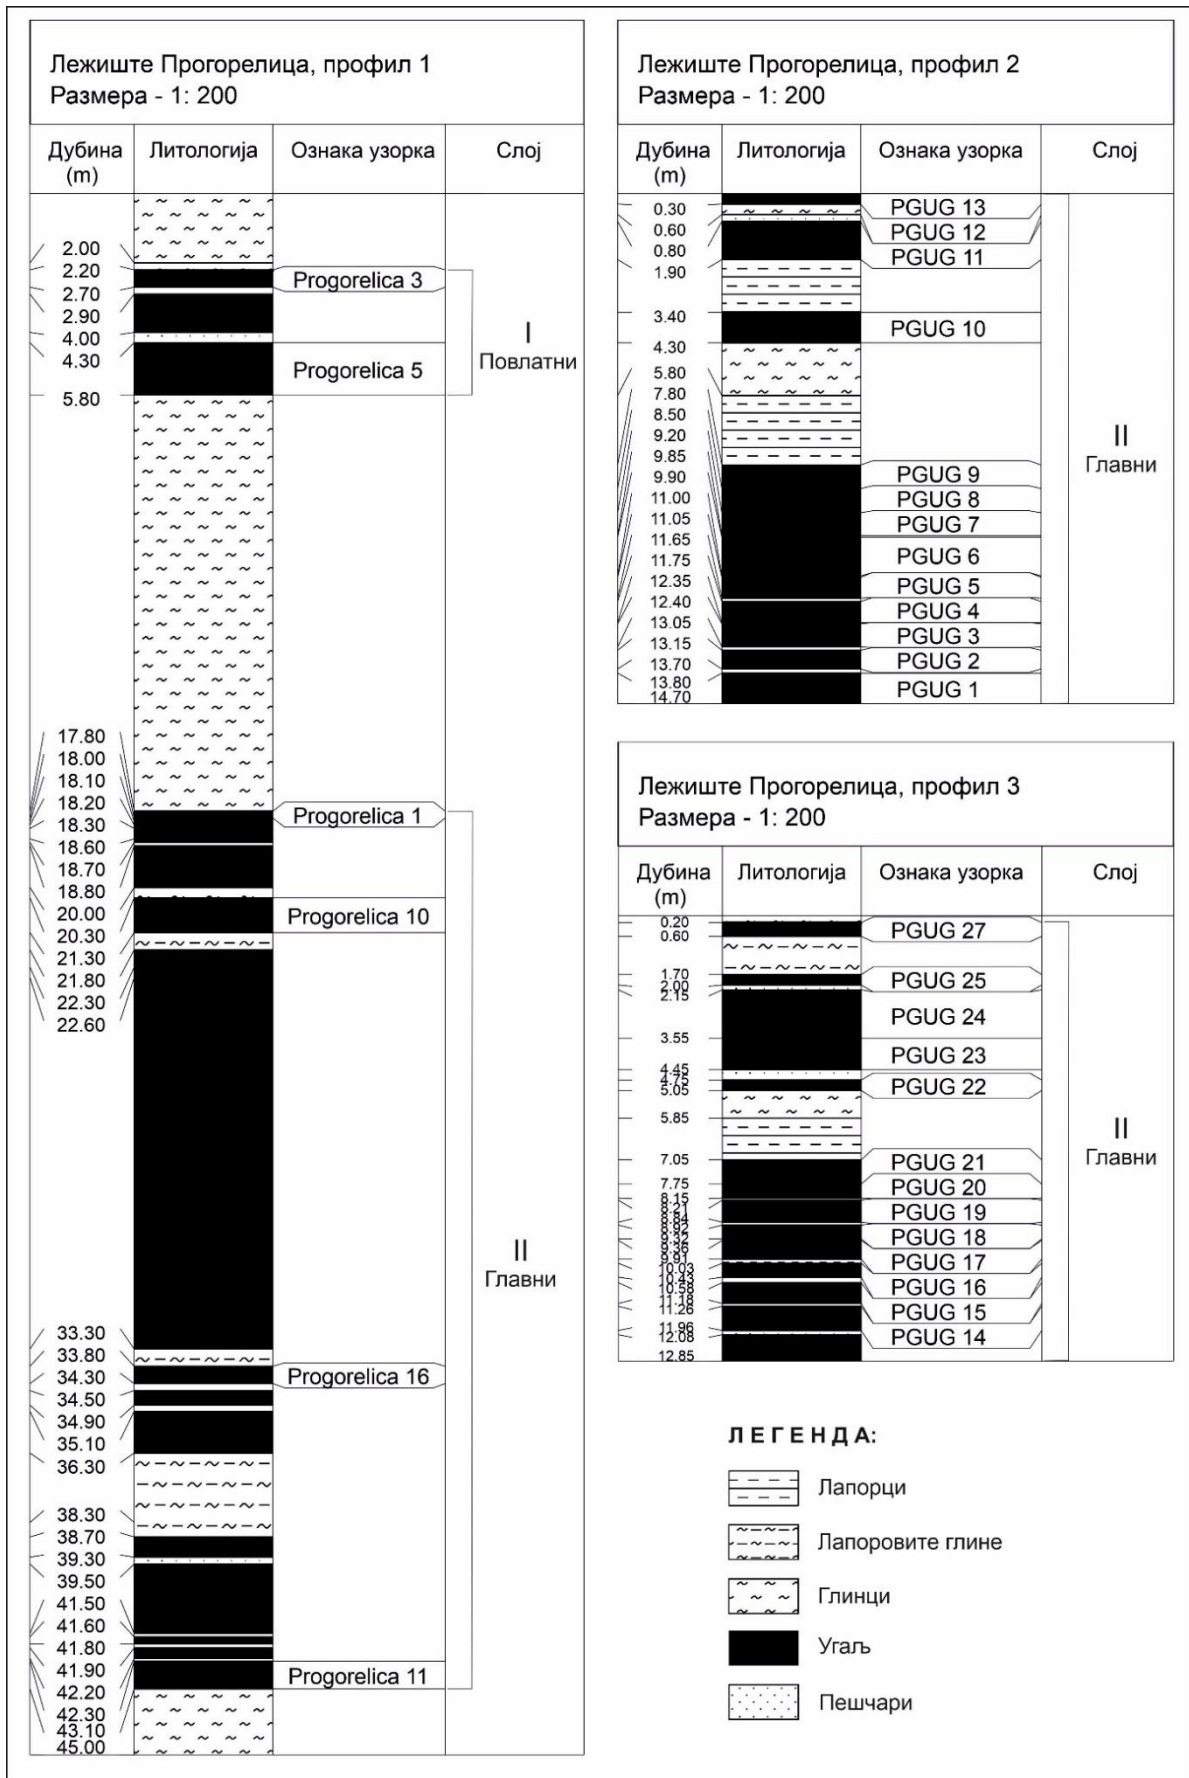 Лежиште Прогорелица, профил 1
Размера - 1: 200
Дубина
(m)
Литологија
Ознака узорка
Слој
2.00
2.20
2.70
2.90
4.00
4.30
5.80
17.80
18.00
18.10
18.20
18.30
18.60
18.70
18.80
20.00
20.30
21.30
21.80
22.30
22.60
33.30
33.80
34.30
34.50
34.90
35.10
36.30
38.30
38.70
39.30
39.50
41.50
41.60
41.80
41.90
42.20
42.30
43.10
45.00
Progorelica 3
Progorelica 5
Progorelica 1
Progorelica 10
Progorelica 16
Progorelica 11
I
Повлатни
II
Главни
Лежиште Прогорелица, профил 2
Размера - 1: 200
Дубина
(m)
Литологија
Ознака узорка
Слој
0.30
0.60
0.80
1.90
3.40
4.30
5.80
7.80
8.50
9.20
9.85
9.90
11.00
11.05
11.65
11.75
12.35
12.40
13.05
13.15
13.70
13.80
14.70
PGUG 13
PGUG 12
PGUG 11
PGUG 10
PGUG 9
PGUG 8
PGUG 7
PGUG 6
PGUG 5
PGUG 4
PGUG 3
PGUG 2
PGUG 1
II
Главни
Лежиште Прогорелица, профил 3
Размера - 1: 200
Дубина
(m)
Литологија
Ознака узорка
Слој
0.20
0.60
1.70
2.00
2.15
3.55
4.45
4.75
5.05
5.85
7.05
7.75
8.15
8.21
8.84
8.92
9.32
9.36
9.91
10.03
10.43
10.58
11.18
11.26
11.96
12.08
12.85
PGUG 27
PGUG 25
PGUG 24
PGUG 23
PGUG 22
PGUG 21
PGUG 20
PGUG 19
PGUG 18
PGUG 17
PGUG 16
PGUG 15
PGUG 14
II
Главни
ЛЕГЕНДА:
Лапорци
Лапоровите глине
Глинци
Угаљ
Пешчари